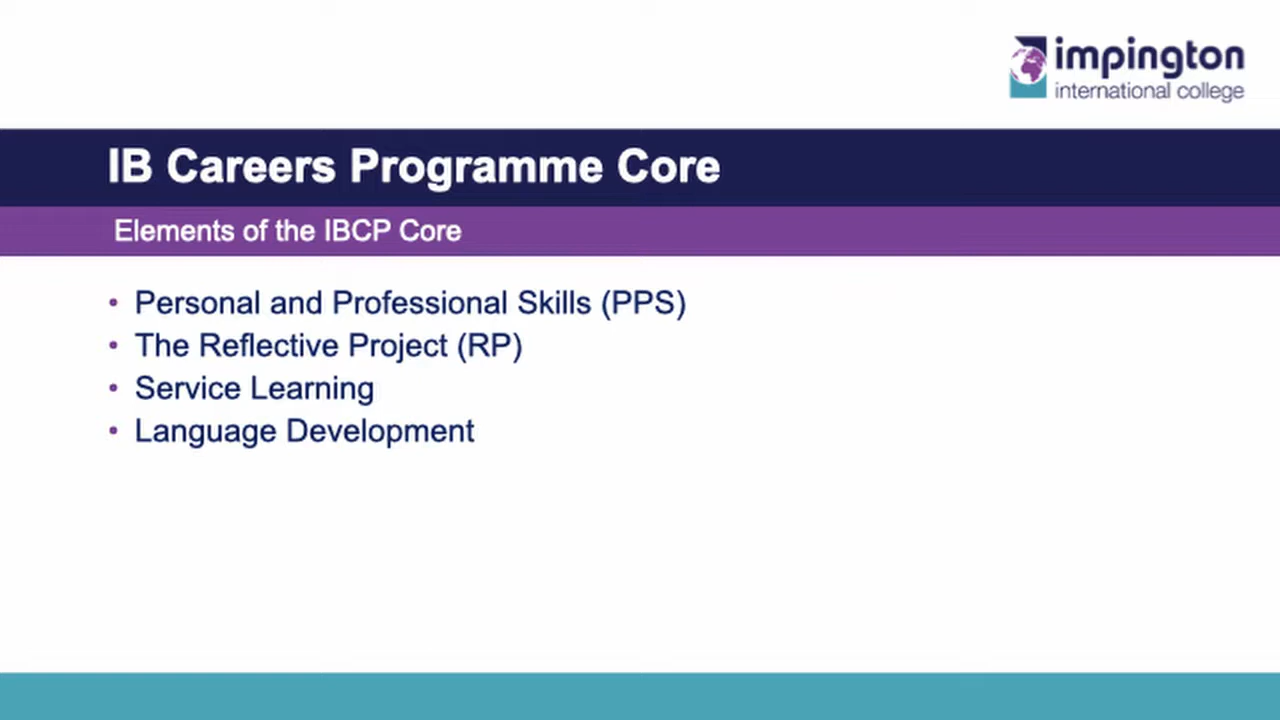 impington
international college
IB Careers Programme Core
Elements of the IBCP Core
• Personal and Professional Skills (PPS)
• The Reflective Project (RP)
• Service Learning
• Language Development